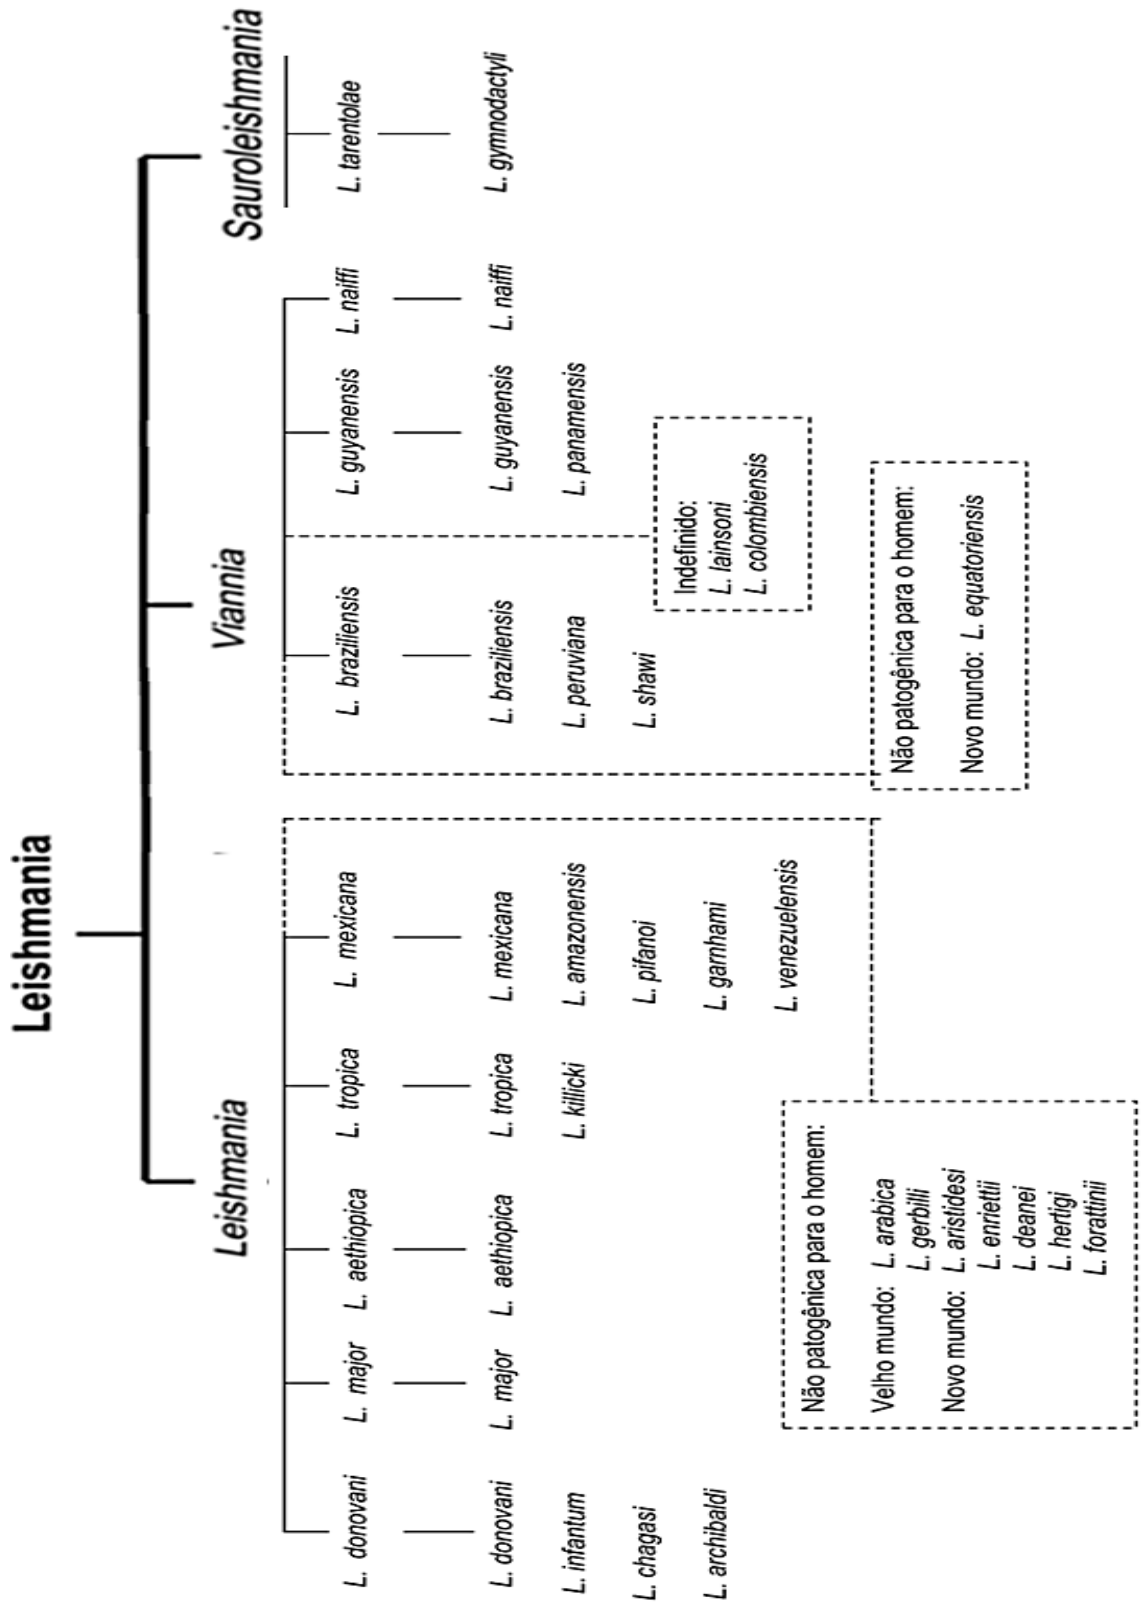 Leishmania
Leishmania
Viannia
Sauroleishmania
L. donovani
L. major
L. aethiopica
L. tropica
L. mexicana
L. braziliensis
L. guyanensis
L. naiffi
L. tarentolae
L. donovani
L. infantum
L. chagasi
L. archibaldi
L. major
L. aethiopica
L. tropica
L. killicki
L. mexicana
L. amazonensis
L. pifanoi
L. garnhami
L. venezuelensis
L. braziliensis
L. peruviana
L. shawi
L. guyanensis
L. panamensis
L. naiffi
L. gymnodactyli
Indefinido:
L. lainsoni
L. colombiensis
Não patogênica para o homem:
Velho mundo: L. arabica
L. gerbilli
Novo mundo: L. aristidesi
L. enriettii
L. deanei
L. hertigi
L. forattinii
Não patogênica para o homem:
Novo mundo: L. equatoriensis